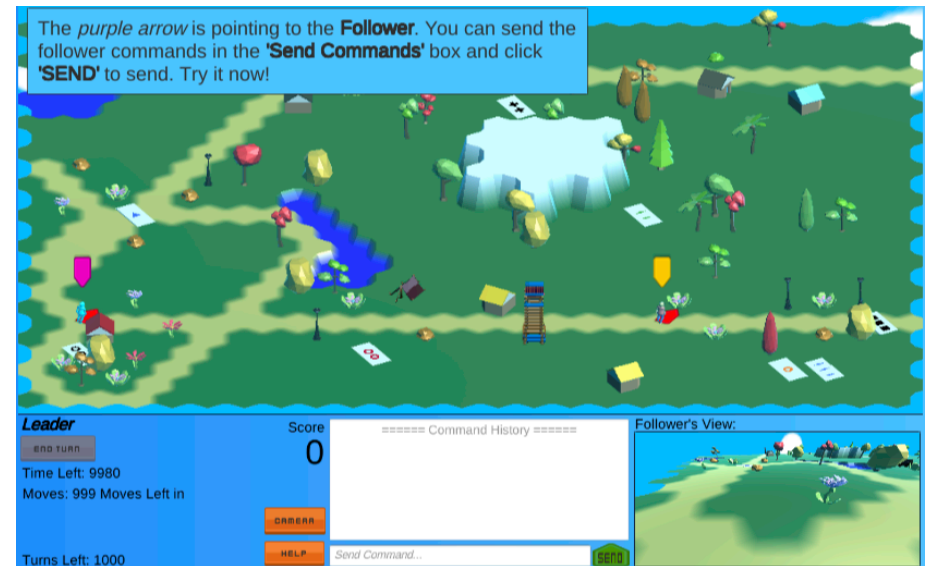 The purple arrow is pointing to the Follower. You can send the
follower commands in the 'Send Commands' box and click
'SEND' to send. Try it now!
Leader
END TURN
Time Left: 9980
Moves: 999 Moves Left in
Turns Left: 1000
Score
0
CAMERA
HELP
====== Command History ======
Send Command...
SEND
Follower's View: